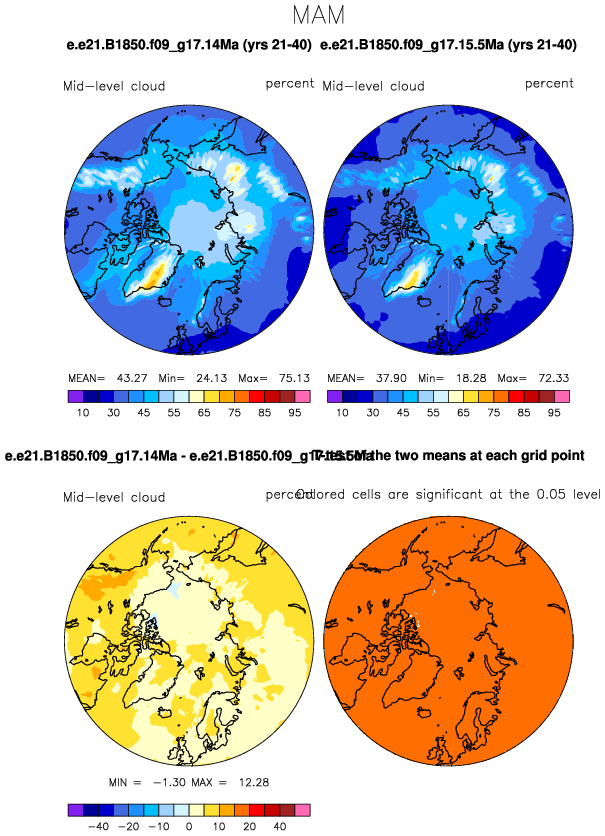 MAM
e.e21.B1850.f09_g17.14Ma (yrs 21-40) e.e21.B1850.f09_g17.15.5Ma (yrs 21-40)
Mid-level cloud percent Mid-level cloud percent
MEAN= 43.27 Min= 24.13 Max= 75.13 MEAN= 37.90 Min= 18.28 Max= 72.33
10 30 45 55 65 75 85 95 10 30 45 55 65 75 85 95
e.e21.B1850.f09_g17.14Ma - e.e21.B1850.f09_g17.15.5Ma T-test of the two means at each grid point
Mid-level cloud percent Colored cells are significant at the 0.05 level
MIN = -1.30 MAX = 12.28
-40 -20 -10 0 10 20 40